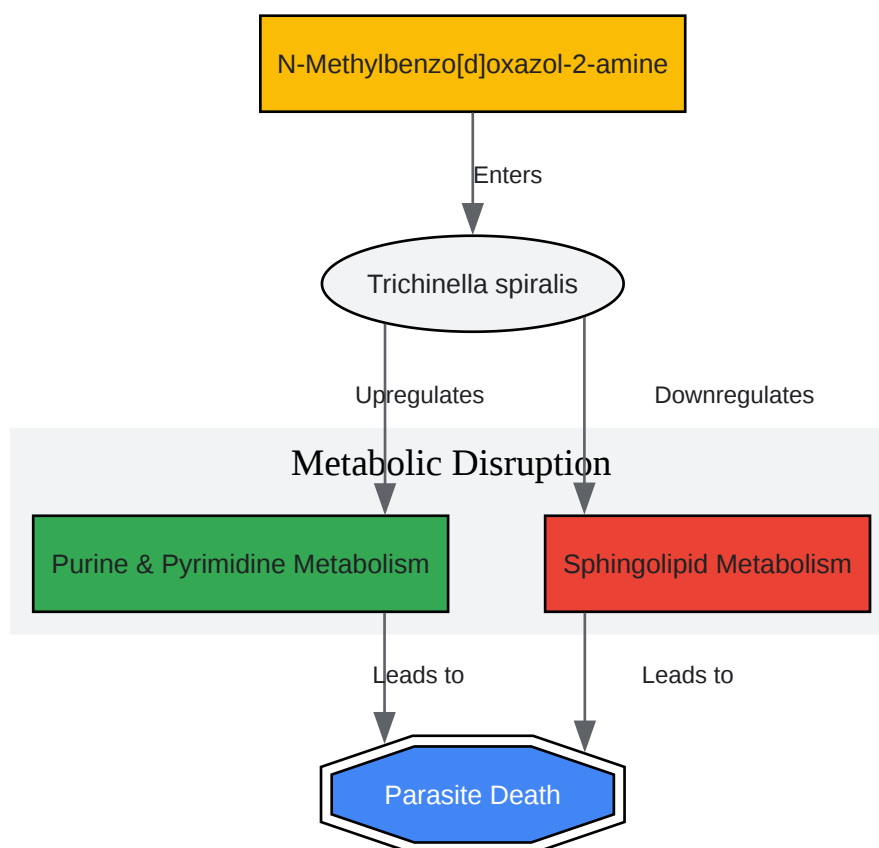 N-Methylbenzo[d]oxazol-2-amine
Enters
Trichinella spiralis
Upregulates
Downregulates
Metabolic Disruption
Purine & Pyrimidine Metabolism
Sphingolipid Metabolism
Leads to
Leads to
Parasite Death